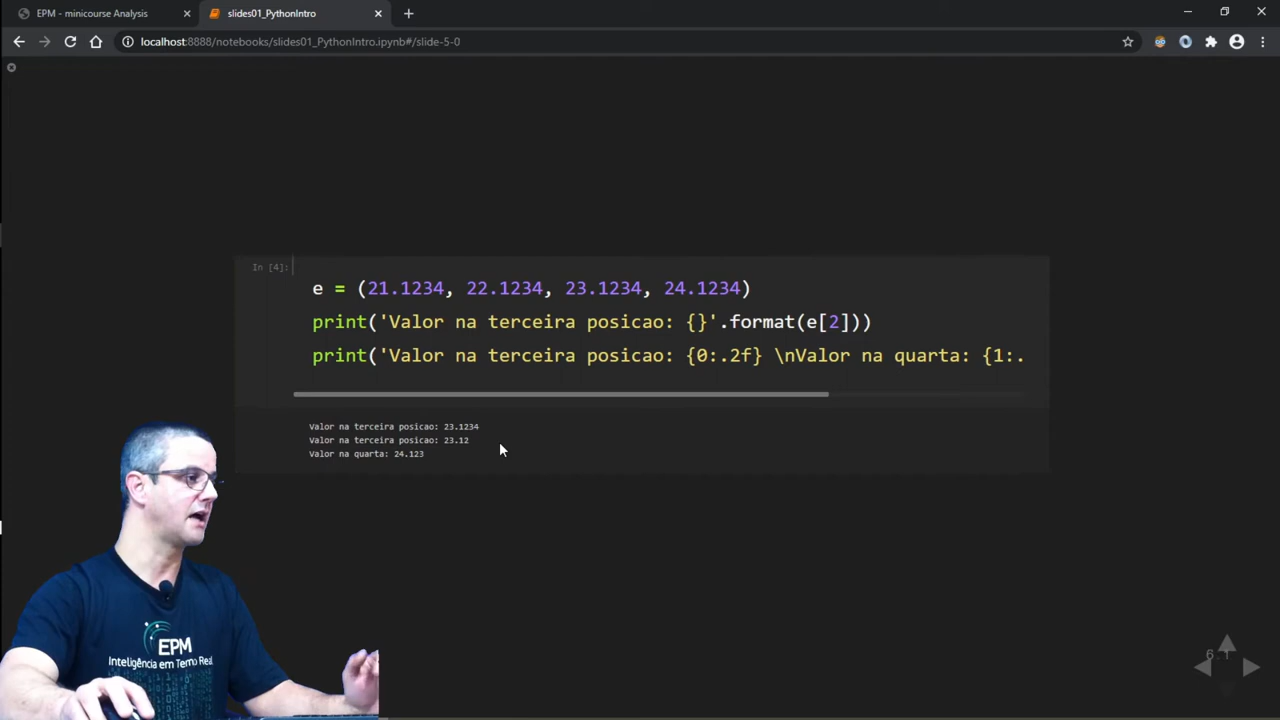 EPM - minicourse Analysis
slides01_PythonIntro
localhost:8888/notebooks/slides01_PythonIntro.ipynb#/slide-5-0
In [4]:
e = (21.1234, 22.1234, 23.1234, 24.1234)
print('Valor na terceira posicao: {}'.format(e[2]))
print('Valor na terceira posicao: {0:.2f} \nValor na quarta: {1:.
Valor na terceira posicao: 23.1234
Valor na terceira posicao: 23.12
Valor na quarta: 24.123
EPM
Inteligência em Tempo Real
6.1